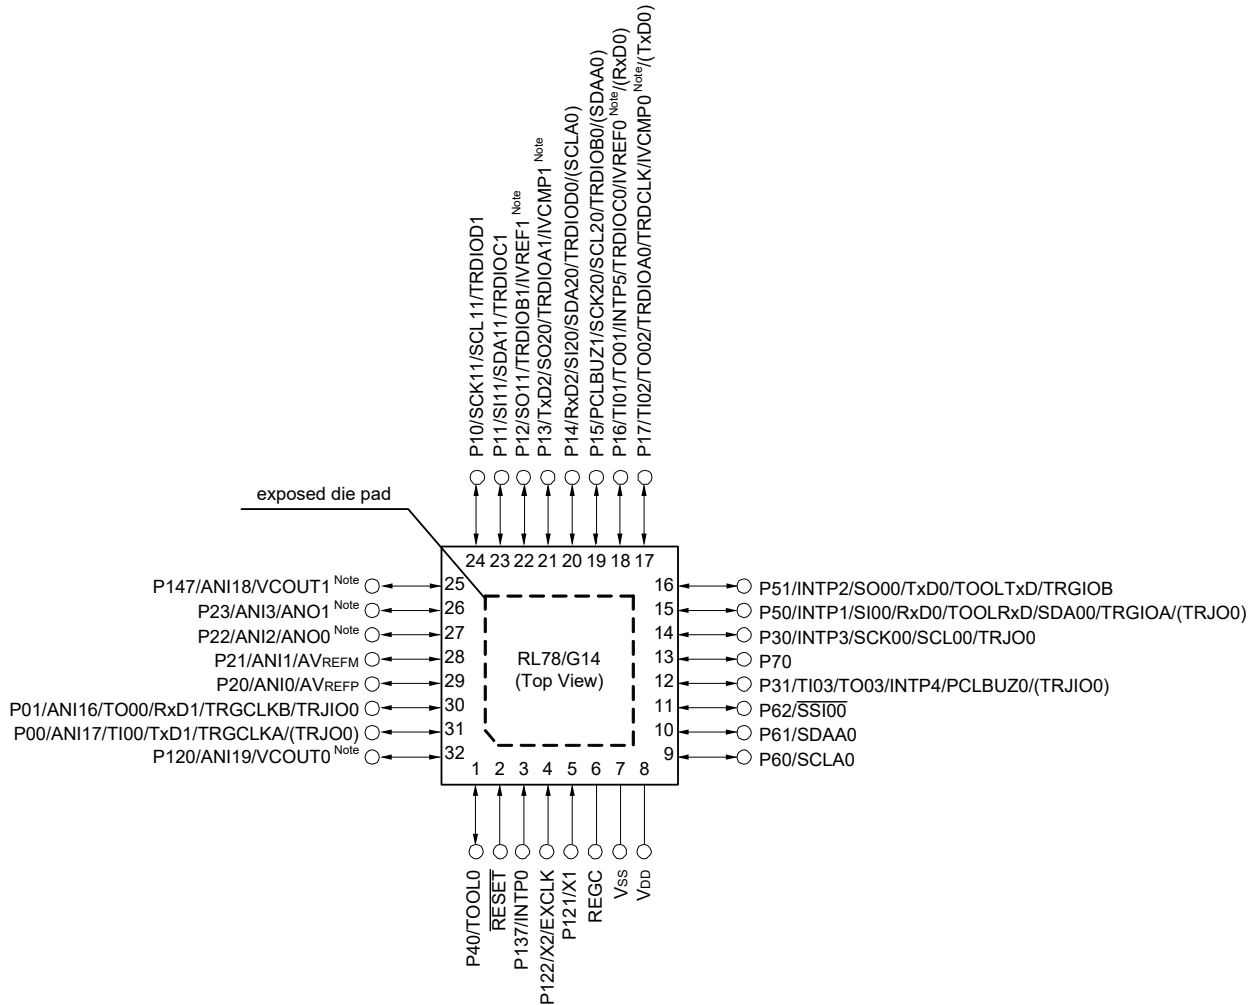 P10/SCK11/SCL11/TRDIOD1
P11/SI11/SDA11/TRDIOC1
P12/SO11/TRDIOB1/IVREF1 Note
P13/TxD2/SO20/TRDIOA1/IVCMP1 Note
P14/RxD2/SI20/SDA20/TRDIOD0/(SCLA0)
P15/PCLBUZ1/SCK20/SCL20/TRDIOB0/(SDAA0)
P16/TI01/TO01/INTP5/TRDIOC0/IVREF0 Note/(RxD0)
P17/TI02/TO02/TRDIOA0/TRDCLK/IVCMP0 Note/(TxD0)
exposed die pad
24 23 22 21 20 19 18 17
P147/ANI18/VCOUT1 Note
25
P23/ANI3/ANO1 Note
26
P22/ANI2/ANO0 Note
27
P21/ANI1/AVREFM
28
P20/ANI0/AVREFP
29
P01/ANI16/TO00/RxD1/TRGCLKB/TRJIO0
30
P00/ANI17/TI00/TxD1/TRGCLKA/(TRJO0)
31
P120/ANI19/VCOUT0 Note
32
RL78/G14
(Top View)
16
P51/INTP2/SO00/TxD0/TOOLTxD/TRGIOB
15
P50/INTP1/SI00/RxD0/TOOLRxD/SDA00/TRGIOA/(TRJO0)
14
P30/INTP3/SCK00/SCL00/TRJO0
13
P70
12
P31/TI03/TO03/INTP4/PCLBUZ0/(TRJIO0)
11
P62/SSI00
10
P61/SDAA0
9
P60/SCLA0
1 2 3 4 5 6 7 8
P40/TOOL0
RESET
P137/INTP0
P122/X2/EXCLK
P121/X1
REGC
VSS
VDD